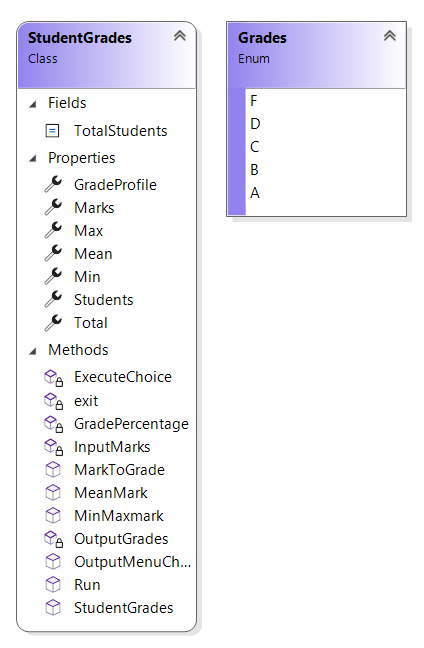 StudentGrades
Class
Fields
TotalStudents
Properties
GradeProfile
Marks
Max
Mean
Min
Students
Total
Methods
ExecuteChoice
exit
GradePercentage
InputMarks
MarkToGrade
MeanMark
MinMaxmark
OutputGrades
OutputMenuCh...
Run
StudentGrades
Grades
Enum
F
D
C
B
A